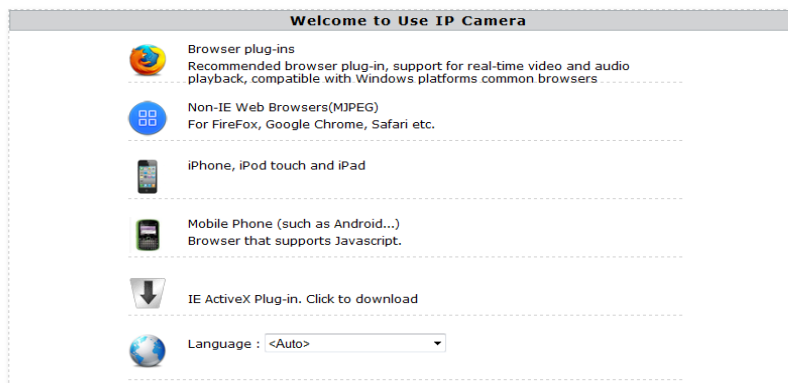 Welcome to Use IP Camera
Browser plug-ins
Recommended browser plug-in, support for real-time video and audio
playback, compatible with Windows platforms common browsers
Non-IE Web Browsers(MJPEG)
For FireFox, Google Chrome, Safari etc.
iPhone, iPod touch and iPad
Mobile Phone (such as Android...)
Browser that supports Javascript.
IE ActiveX Plug-in. Click to download
Language : <Auto>